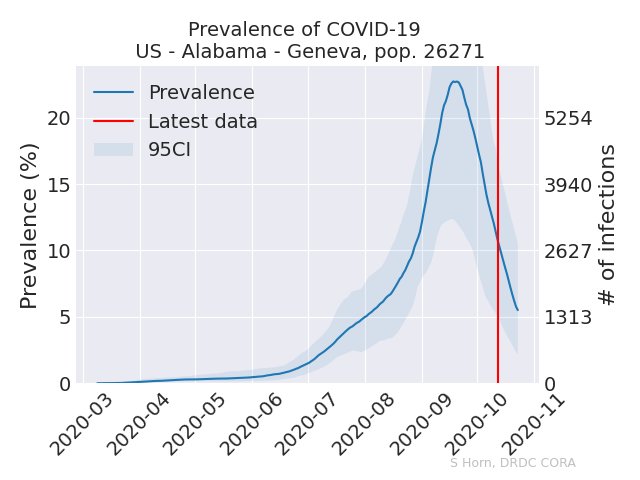 Prevalence of COVID-19
US - Alabama - Geneva, pop. 26271
Prevalence
Latest data
95CI
Prevalence (%)
20
15
10
5
0
5254
3940
2627
1313
0
# of infections
2020-03
2020-04
2020-05
2020-06
2020-07
2020-08
2020-09
2020-10
2020-11
S Horn, DRDC CORA